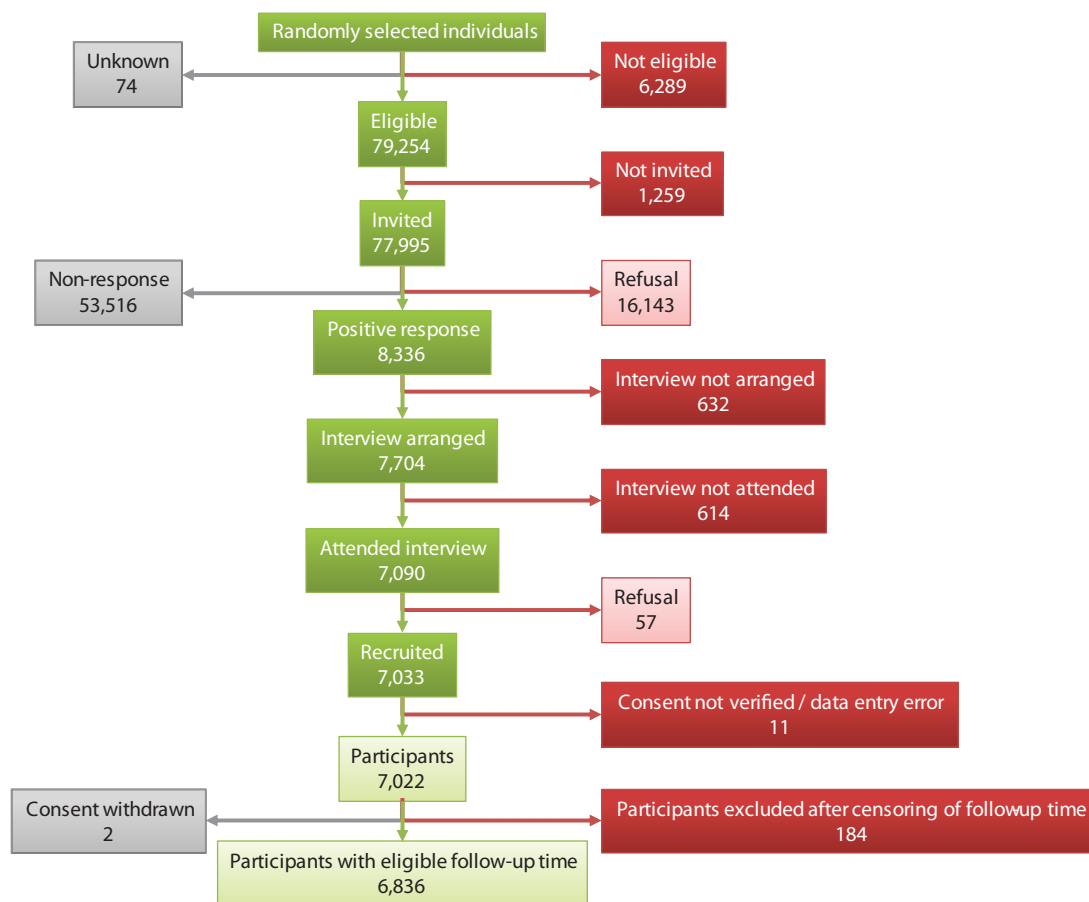 Randomly selected individuals
Unknown
74
Not eligible
6,289
Eligible
79,254
Not invited
1,259
Invited
77,995
Non-response
53,516
Refusal
16,143
Positive response
8,336
Interview not arranged
632
Interview arranged
7,704
Interview not attended
614
Attended interview
7,090
Refusal
57
Recruited
7,033
Consent not verified / data entry error
11
Participants
7,022
Consent withdrawn
2
Participants excluded after censoring of follow-up time
184
Participants with eligible follow-up time
6,836